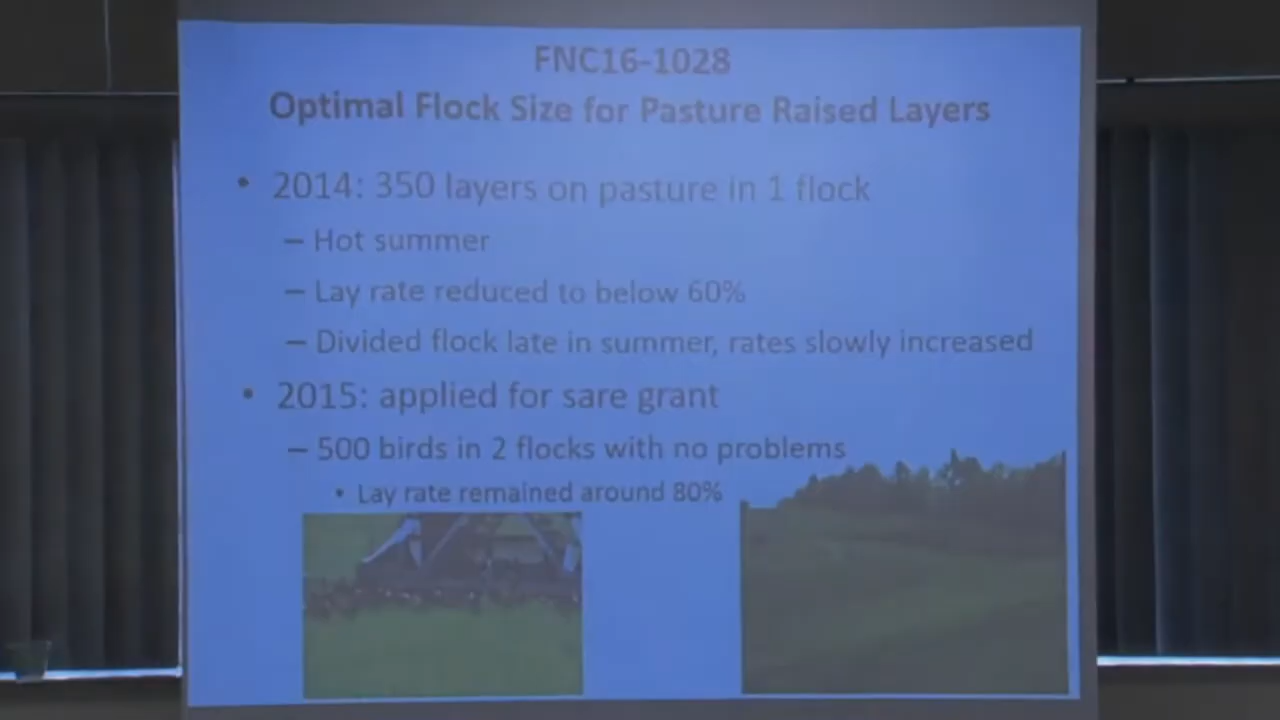 FNC16-1028
Optimal Flock Size for Pasture Raised Layers
• 2014: 350 layers on pasture in 1 flock
– Hot summer
– Lay rate reduced to below 60%
– Divided flock late in summer, rates slowly increased
• 2015: applied for sare grant
– 500 birds in 2 flocks with no problems
• Lay rate remained around 80%